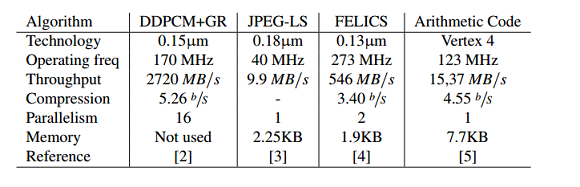 Algorithm DDPCM+GR JPEG-LS FELICS Arithmetic Code
Technology 0.15μm 0.18μm 0.13μm Vertex 4
Operating freq 170 MHz 40 MHz 273 MHz 123 MHz
Throughput 2720 MB/s 9.9 MB/s 546 MB/s 15,37 MB/s
Compression 5.26 b/s - 3.40 b/s 4.55 b/s
Parallelism 16 1 2 1
Memory Not used 2.25KB 1.9KB 7.7KB
Reference [2] [3] [4] [5]